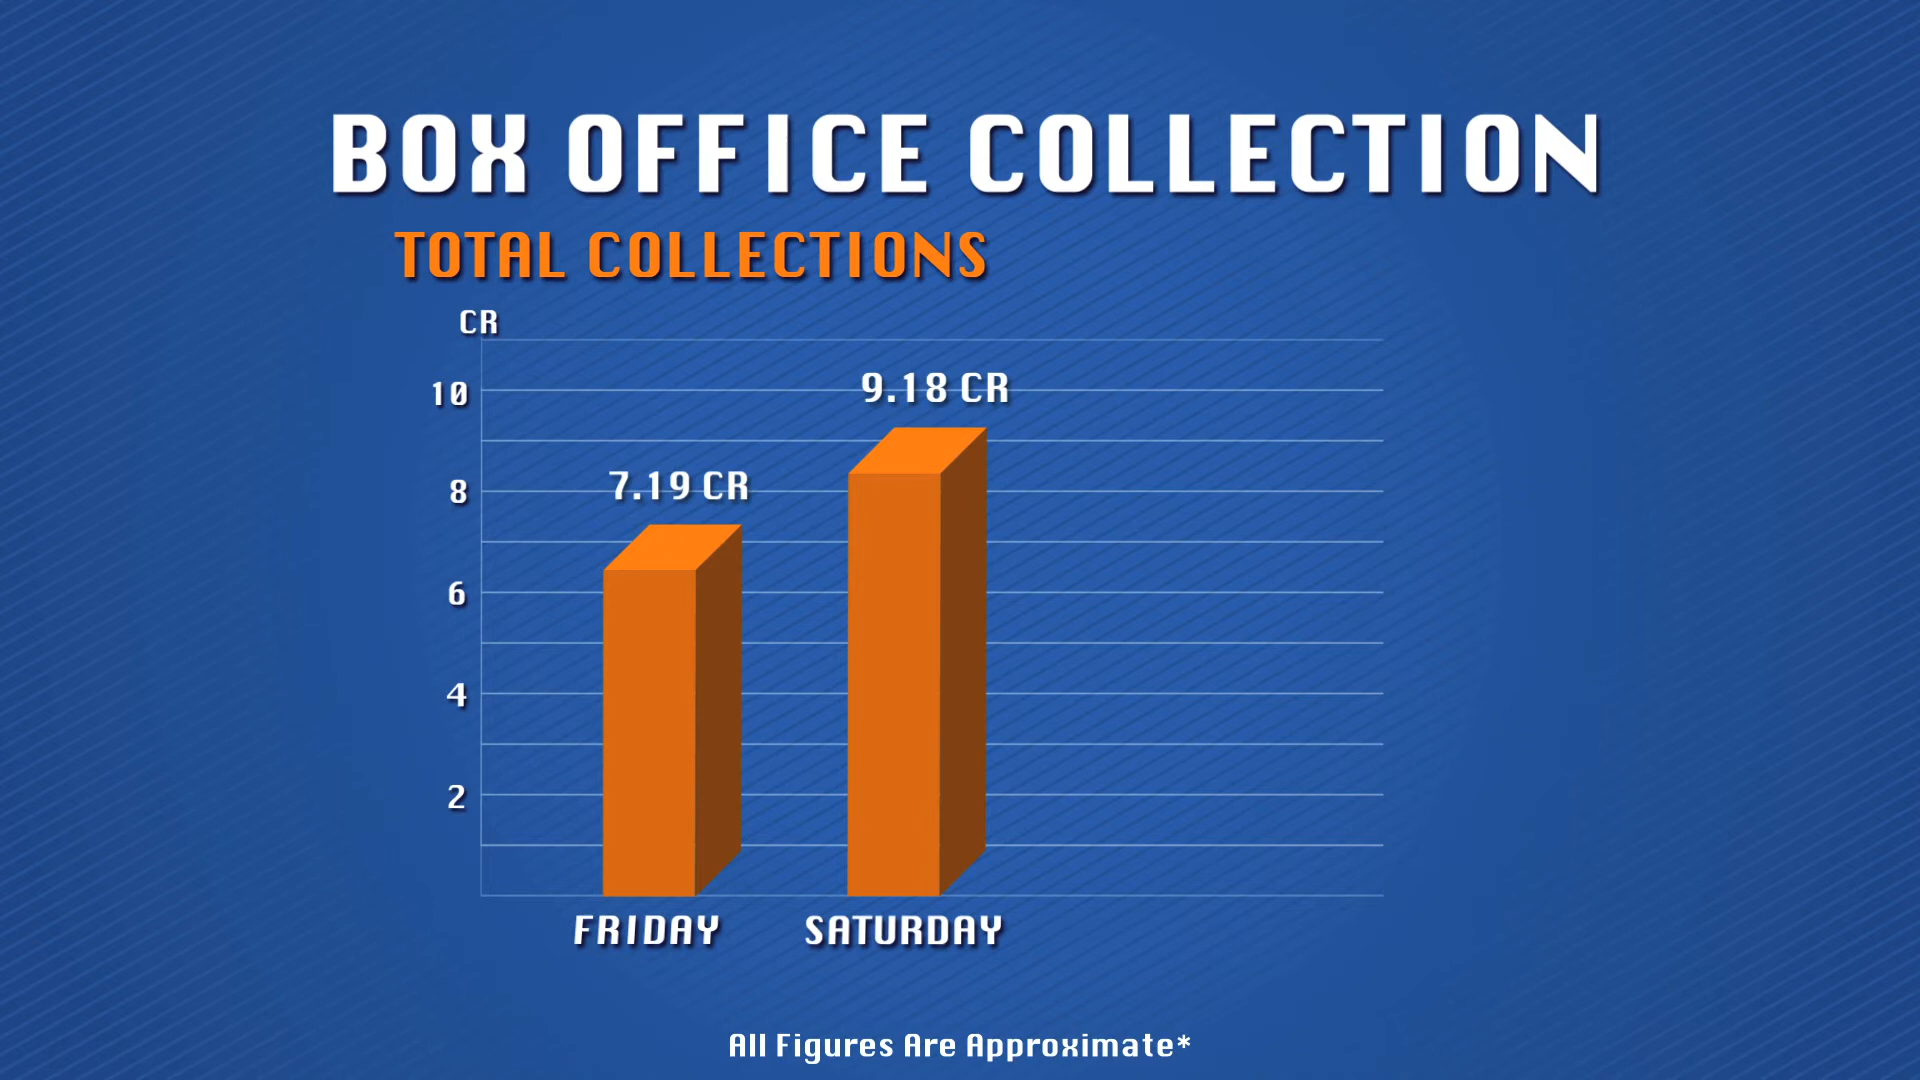 BOX OFFICE COLLECTION
TOTAL COLLECTIONS
CR
10
9.18 CR
8
7.19 CR
6
4
2
FRIDAY
SATURDAY
All Figures Are Approximate*